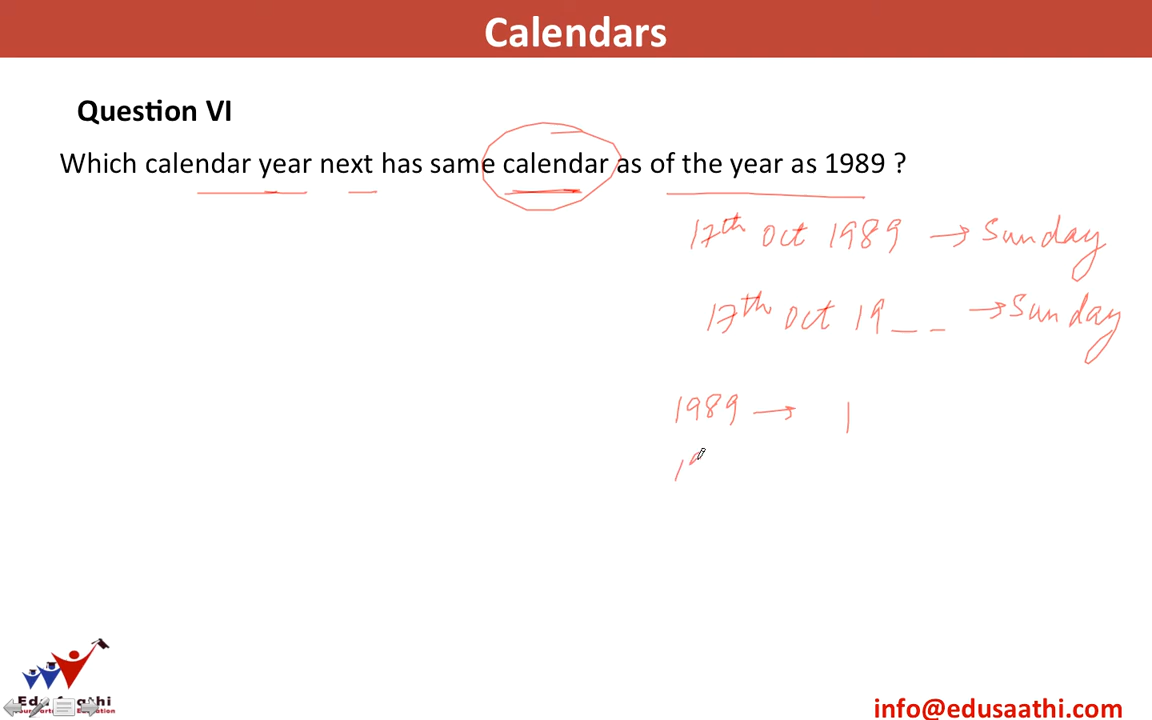 Calendars
Question VI
Which calendar year next has same calendar as of the year as 1989 ?
17th Oct 1989 → Sunday
17th Oct 19_ _ → Sunday
1989 → 1
1
info@edusaathi.com